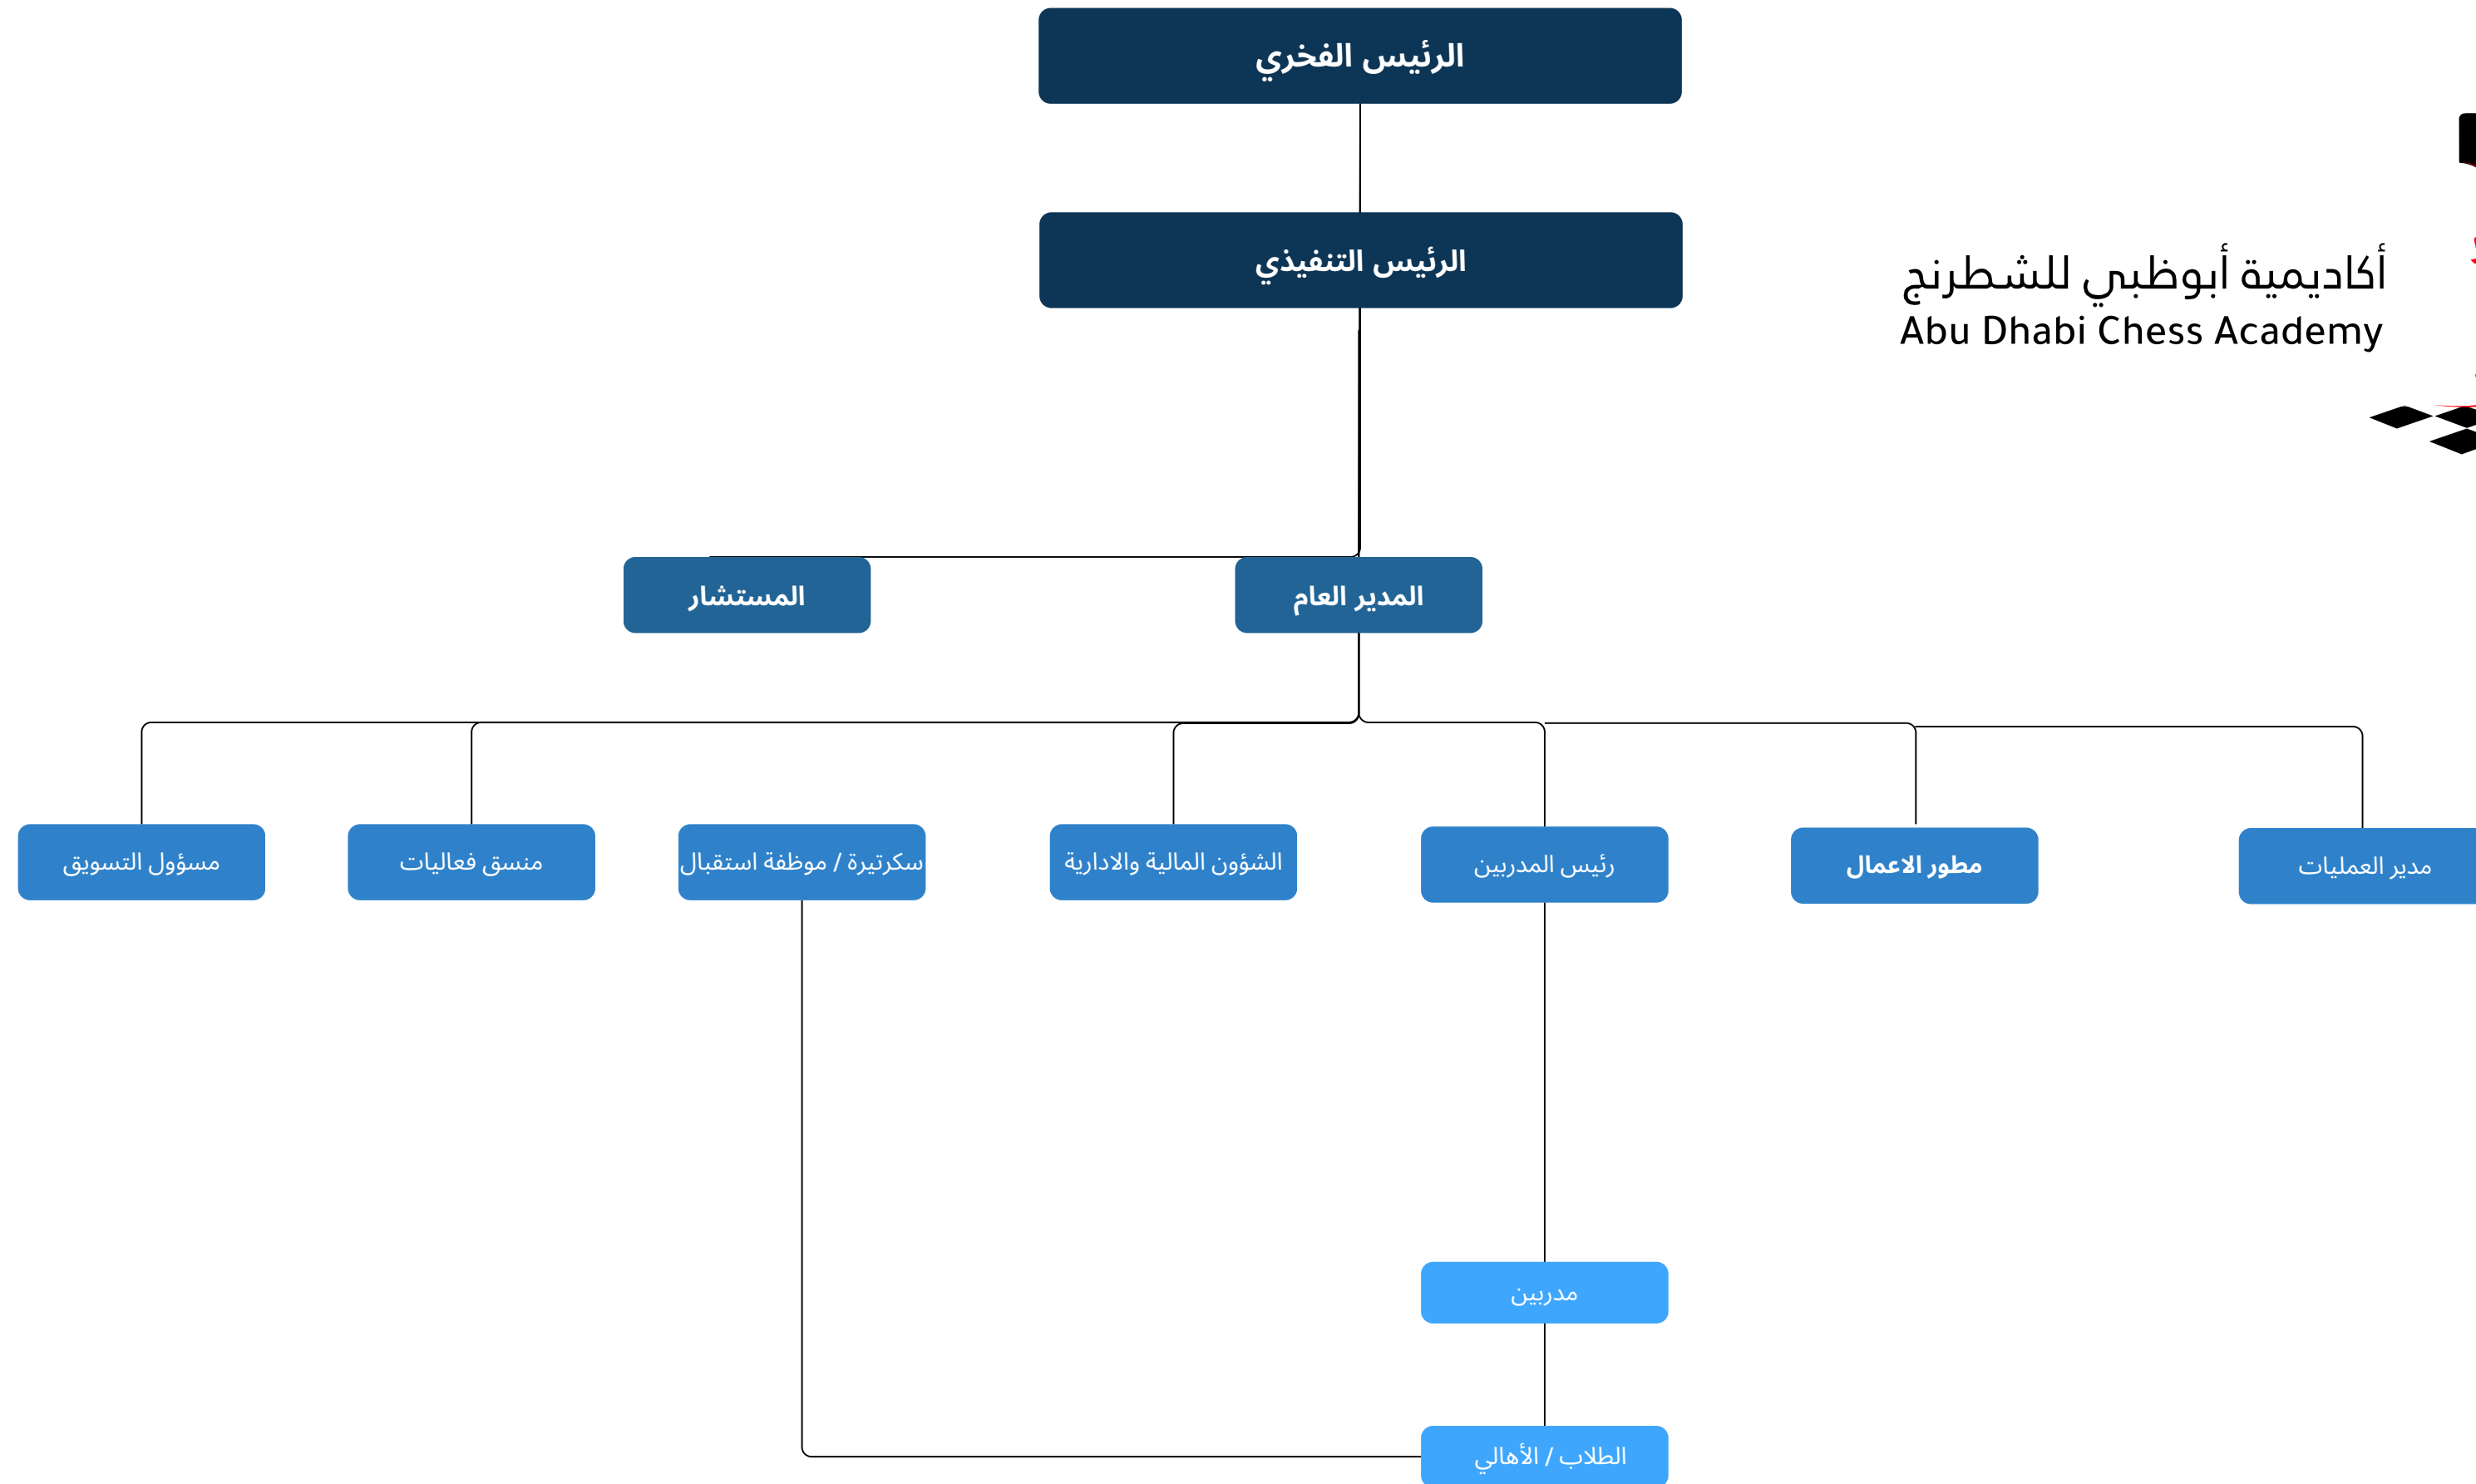 الرئيس الفخري
الرئيس التنفيذي
أكاديمية أبوظبي للشطرنج
Abu Dhabi Chess Academy
المدير العام
المستشار
مدير العمليات
مطور الاعمال
رئيس المدربين
الشؤون المالية والادارية
سكرتيرة / موظفة استقبال
منسق فعاليات
مسؤول التسويق
مدربين
الطلاب / الأهالي